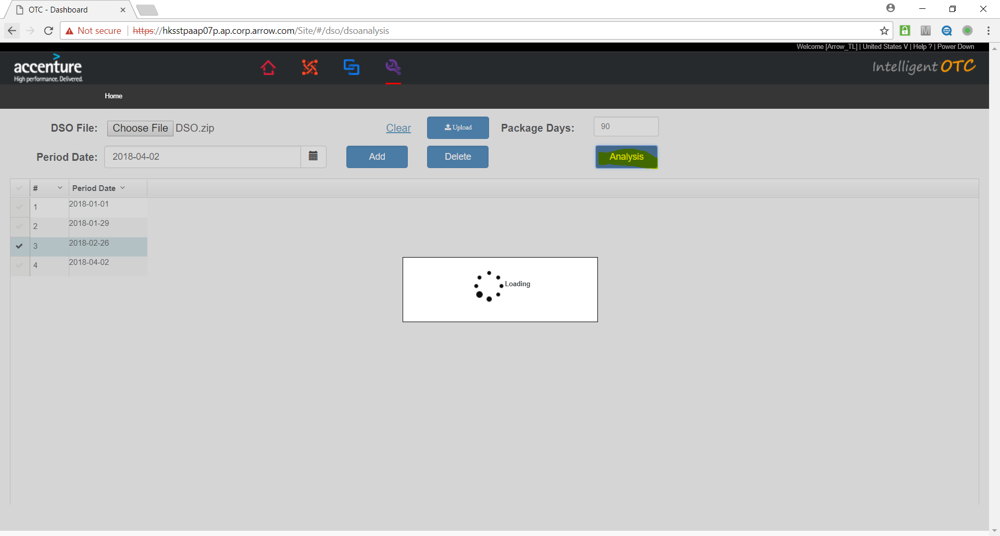 OTC - Dashboard
Not secure https://hksstpaap07p.ap.corp.arrow.com/Site/#/dso/dsoanalysis
Welcome [Arrow_TL] | United States V | Help ? | Power Down
accenture
High performance. Delivered.
Intelligent OTC
Home
DSO File: Choose File DSO.zip Clear Upload Package Days: 90
Period Date: 2018-04-02 Add Delete Analysis
# Period Date
1 2018-01-01
2 2018-01-29
3 2018-02-26
4 2018-04-02
Loading